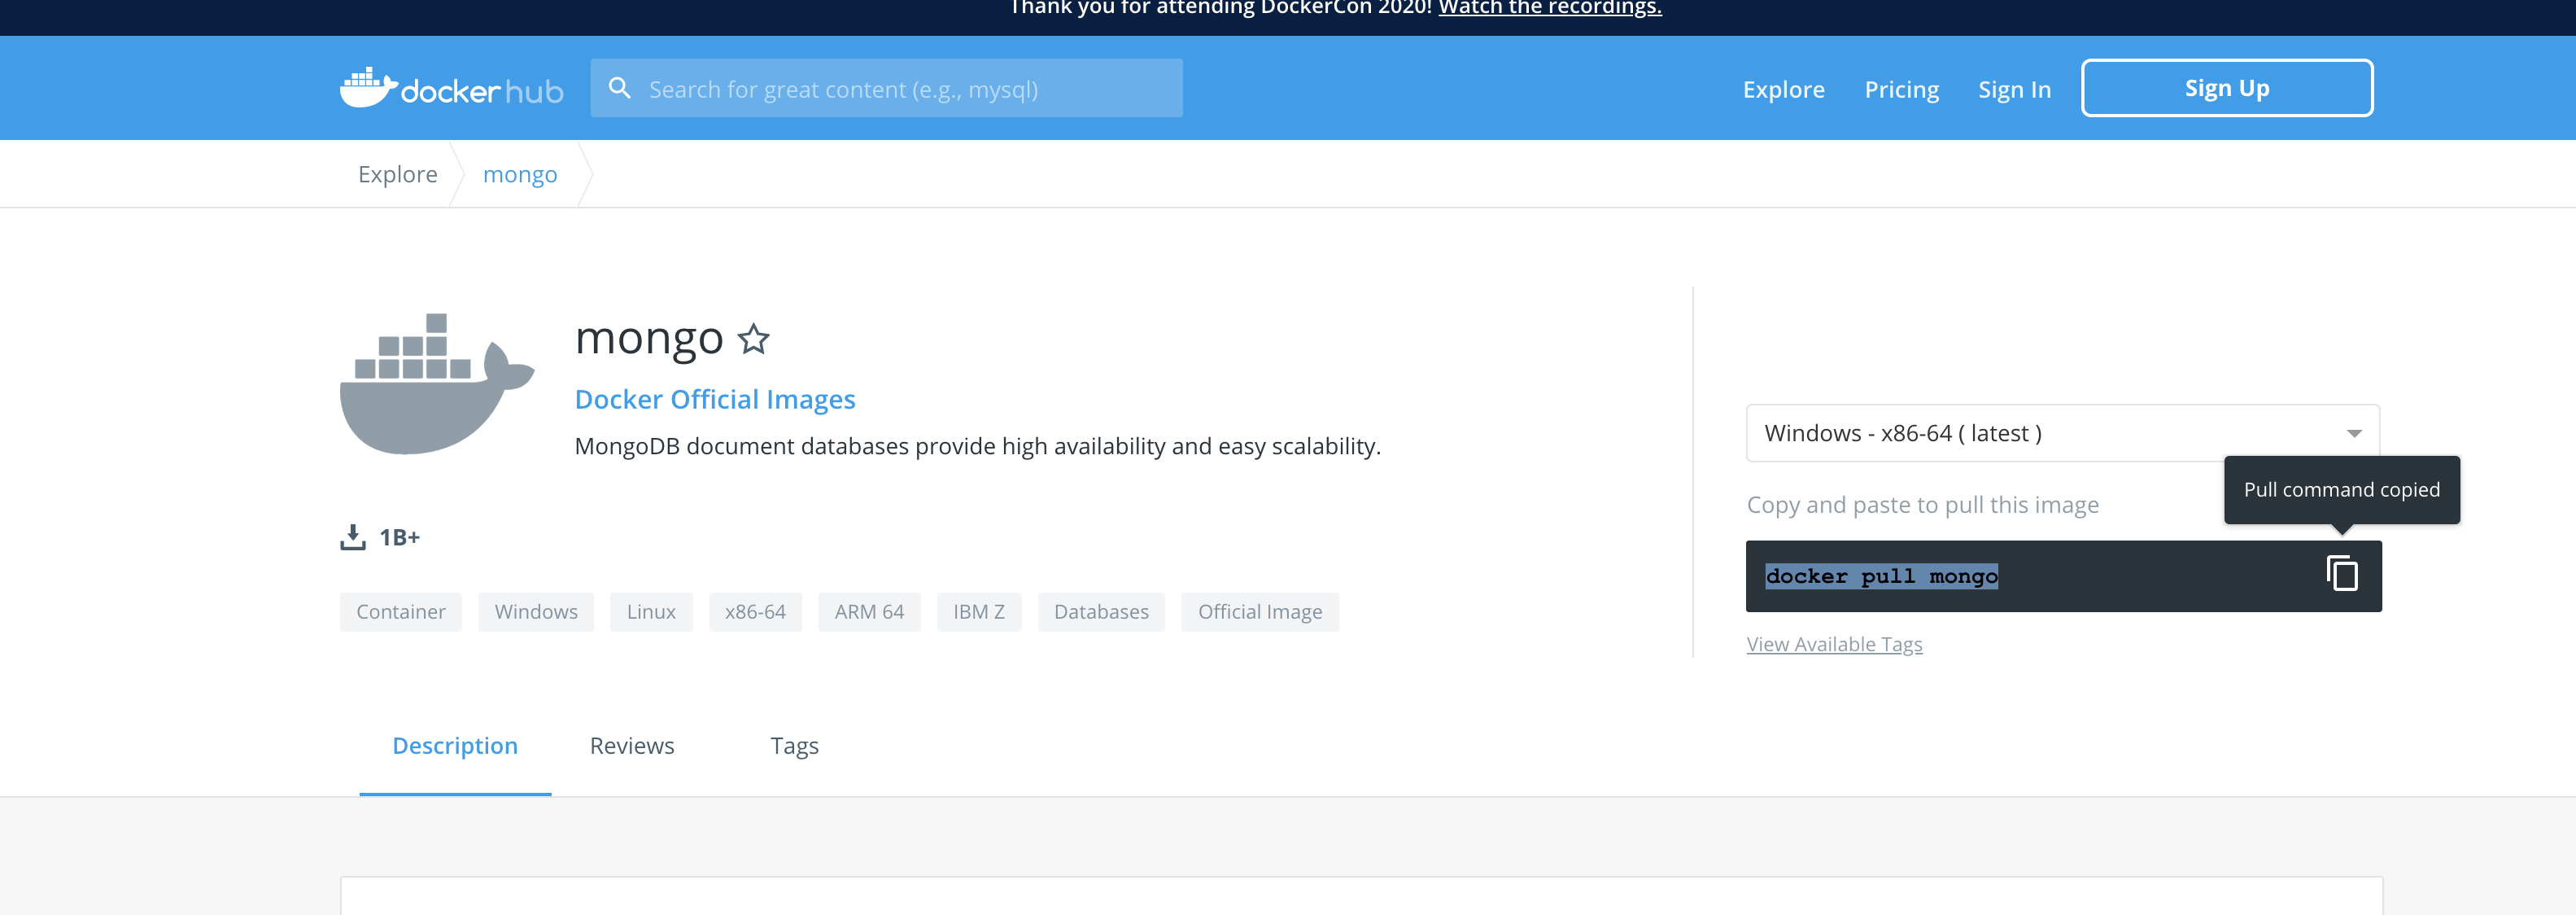 Thank you for attending DockerCon 2020! Watch the recordings.
docker hub
Search for great content (e.g., mysql)
Explore
Pricing
Sign In
Sign Up
Explore
mongo
mongo
Docker Official Images
MongoDB document databases provide high availability and easy scalability.
1B+
Container
Windows
Linux
x86-64
ARM 64
IBM Z
Databases
Official Image
Windows - x86-64 ( latest )
Pull command copied
Copy and paste to pull this image
docker pull mongo
View Available Tags
Description
Reviews
Tags